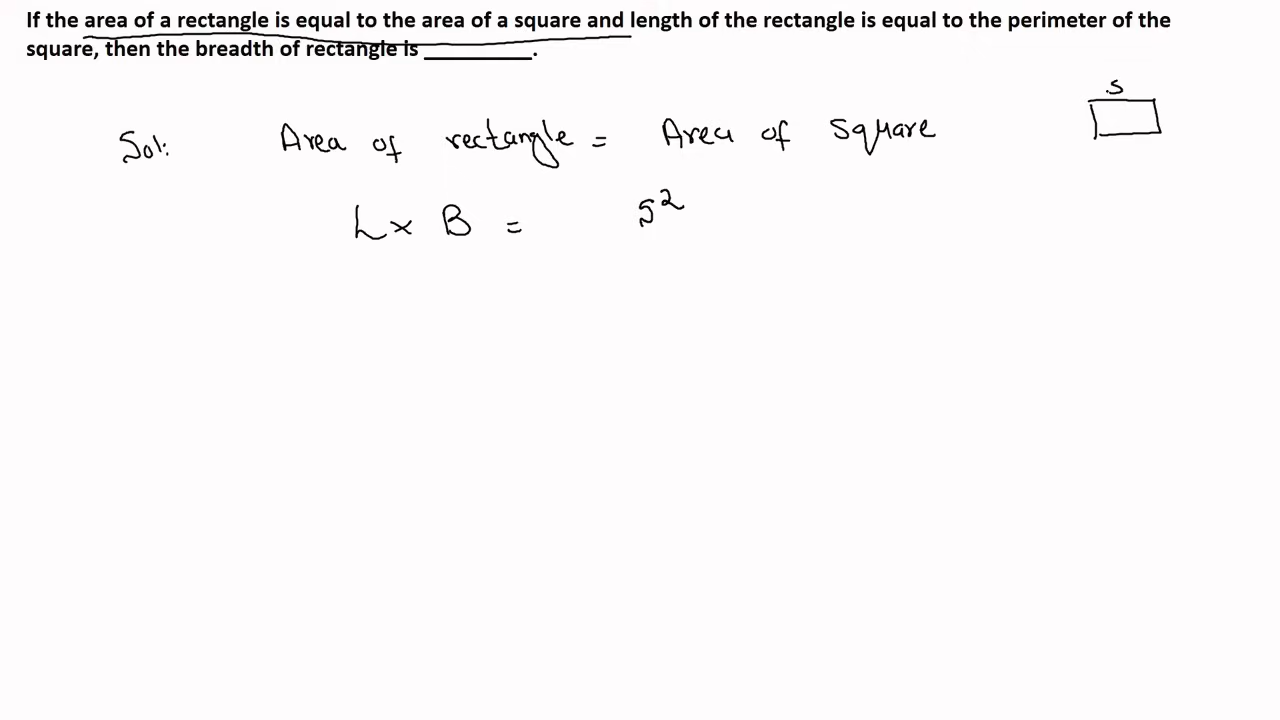 If the area of a rectangle is equal to the area of a square and length of the rectangle is equal to the perimeter of the
square, then the breadth of rectangle is __________.
S
Sol: Area of rectangle = Area of Square
L × B = S²